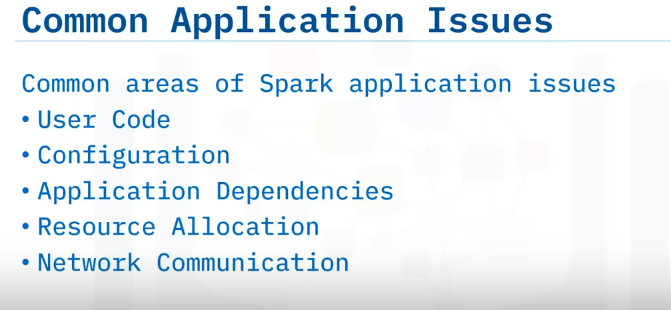 Common Application Issues
Common areas of Spark application issues
• User Code
• Configuration
• Application Dependencies
• Resource Allocation
• Network Communication